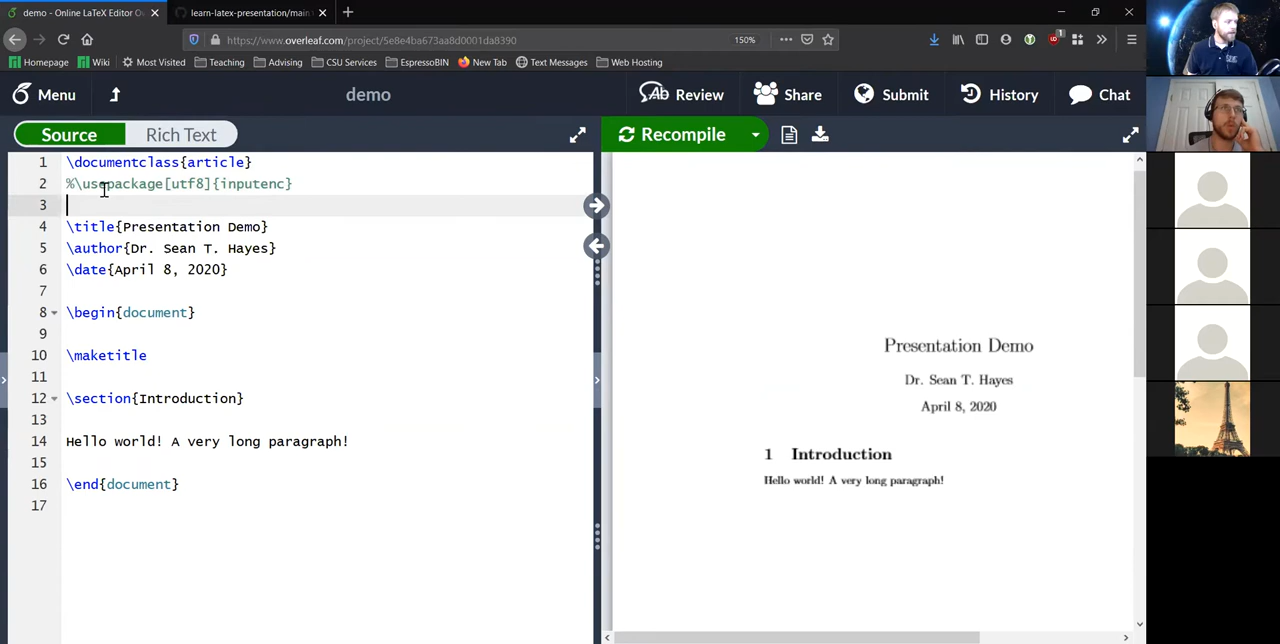 demo - Online LaTeX Editor Ov
learn-latex-presentation/main
https://www.overleaf.com/project/5e8e4ba673aa8d0001da8390
150%
1
Homepage
Wiki
Most Visited
Teaching
Advising
CSU Services
EspressoBIN
New Tab
Text Messages
Web Hosting
Menu
demo
Review
Share
Submit
History
Chat
Source
Rich Text
Recompile
1 \documentclass{article}
2 %\usepackage[utf8]{inputenc}
3
4 \title{Presentation Demo}
5 \author{Dr. Sean T. Hayes}
6 \date{April 8, 2020}
7
8 \begin{document}
9
10 \maketitle
11
12 \section{Introduction}
13
14 Hello world! A very long paragraph!
15
16 \end{document}
17
Presentation Demo
Dr. Sean T. Hayes
April 8, 2020
1 Introduction
Hello world! A very long paragraph!